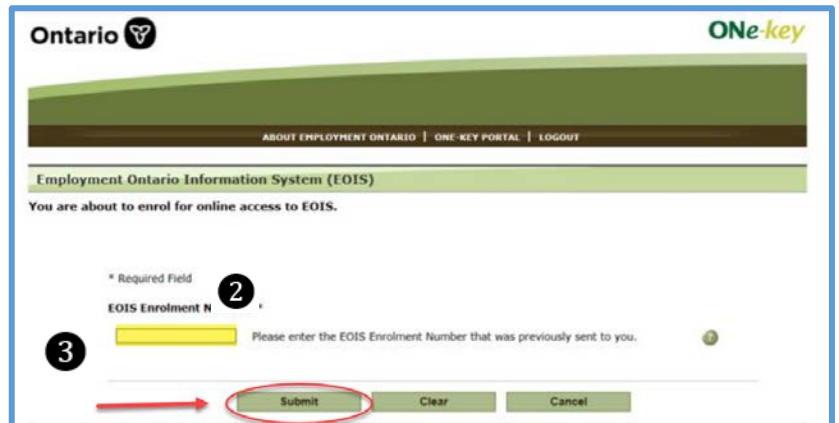 Ontario
ONe-key
ABOUT EMPLOYMENT ONTARIO | ONE-KEY PORTAL | LOGOUT
Employment Ontario Information System (EOIS)
You are about to enrol for online access to EOIS.
* Required Field
2
EOIS Enrolment N *
3
Please enter the EOIS Enrolment Number that was previously sent to you.
?
Submit Clear Cancel